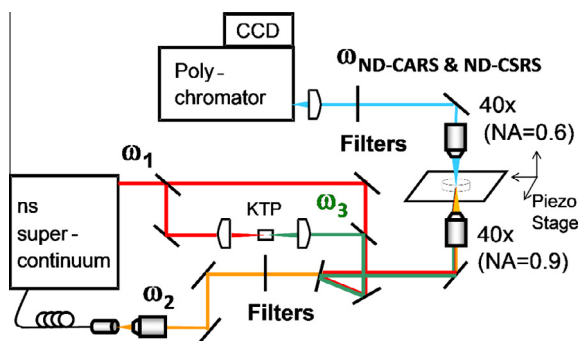 CCD
Poly-
chromator
ωND-CARS & ND-CSRS
Filters
40x
(NA=0.6)
Piezo
Stage
40x
(NA=0.9)
ω1
ns
super-
continuum
KTP
ω3
ω2
Filters